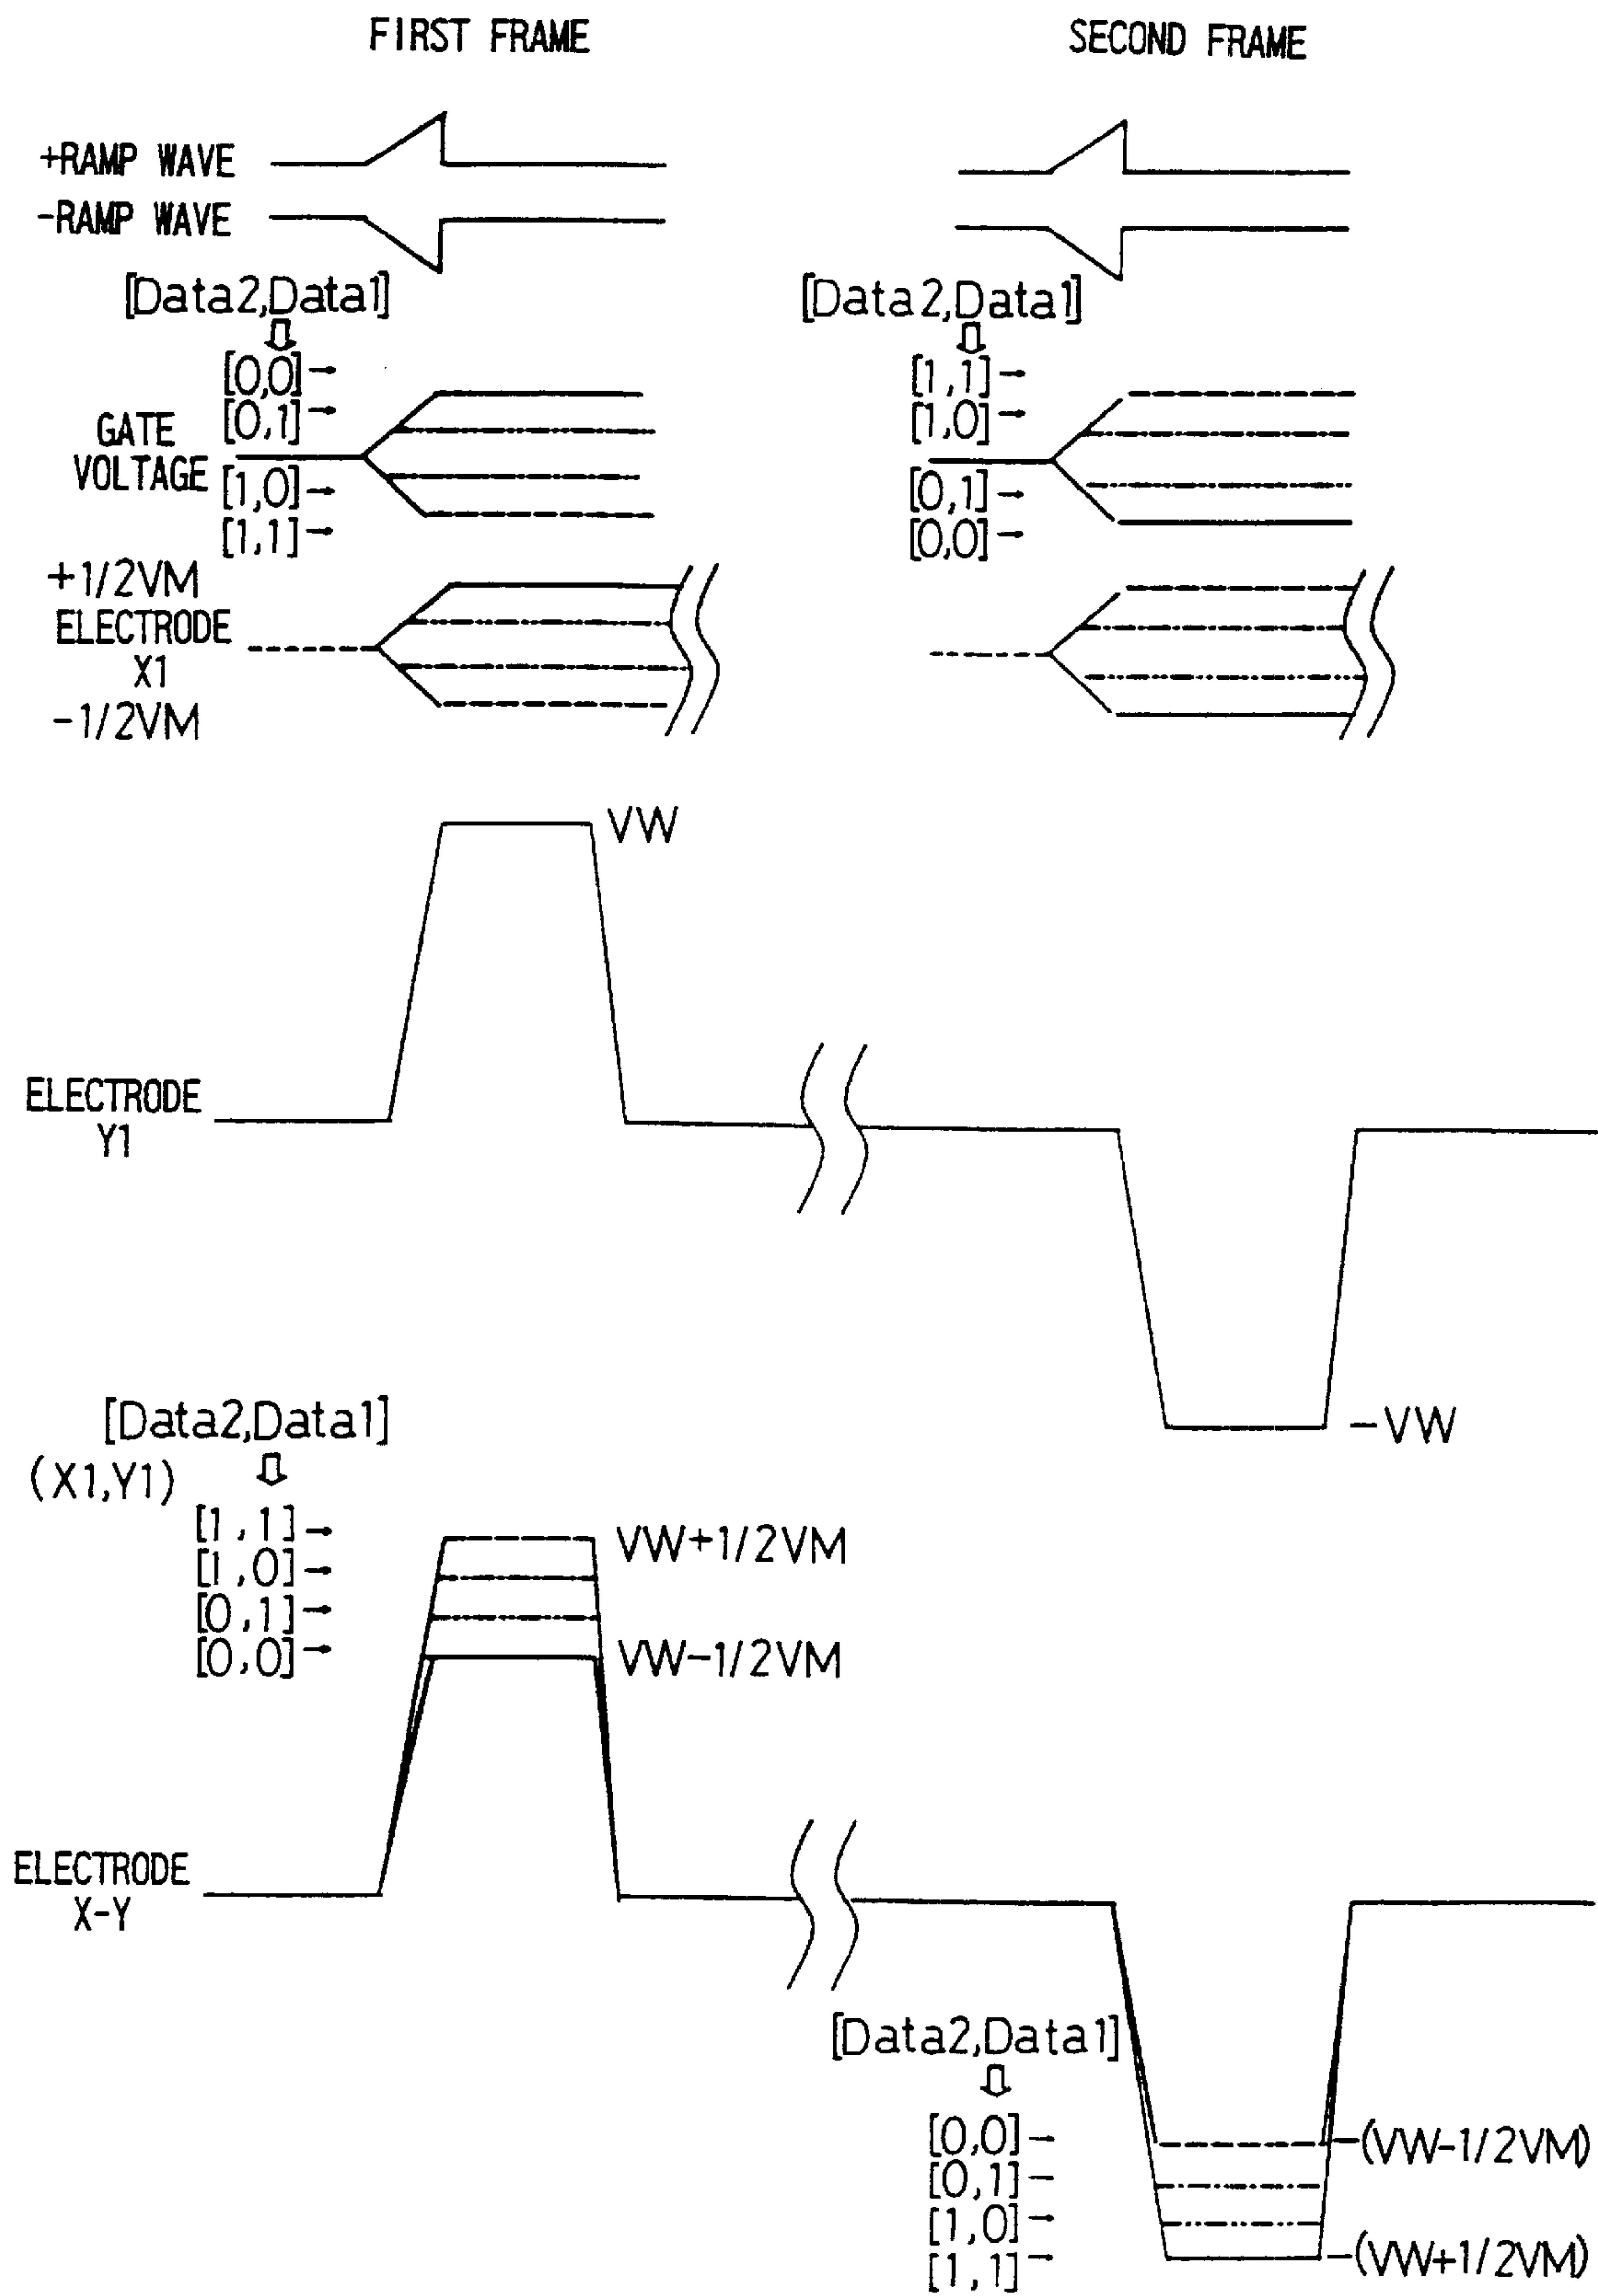 FIRST FRAME
SECOND FRAME
+RAMP WAVE
-RAMP WAVE
[Data2,Data1]
[0,0]→
[0,1]→
GATE
VOLTAGE
[1,0]→
[1,1]→
[Data2,Data1]
[1,1]→
[1,0]→
[0,1]→
[0,0]→
+1/2VM
ELECTRODE
X1
-1/2VM
VW
ELECTRODE
Y1
-VW
[Data2,Data1]
(X1,Y1)
[1,1]→
[1,0]→
[0,1]→
[0,0]→
VW+1/2VM
VW-1/2VM
ELECTRODE
X-Y
[Data2,Data1]
[0,0]→
[0,1]-
[1,0]→
[1,1]→
-(VW-1/2VM)
-(VW+1/2VM)